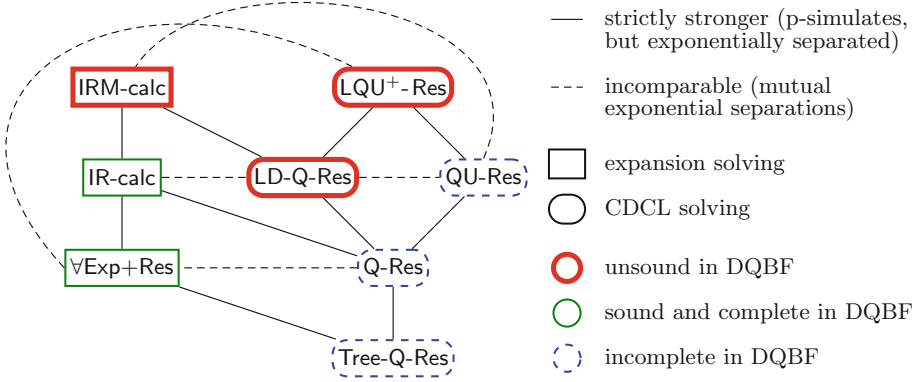 IRM-calc
LQU⁺-Res
IR-calc
LD-Q-Res
QU-Res
∀Exp+Res
Q-Res
Tree-Q-Res
strictly stronger (p-simulates,
but exponentially separated)
incomparable (mutual
exponential separations)
expansion solving
CDCL solving
unsound in DQBF
sound and complete in DQBF
incomplete in DQBF